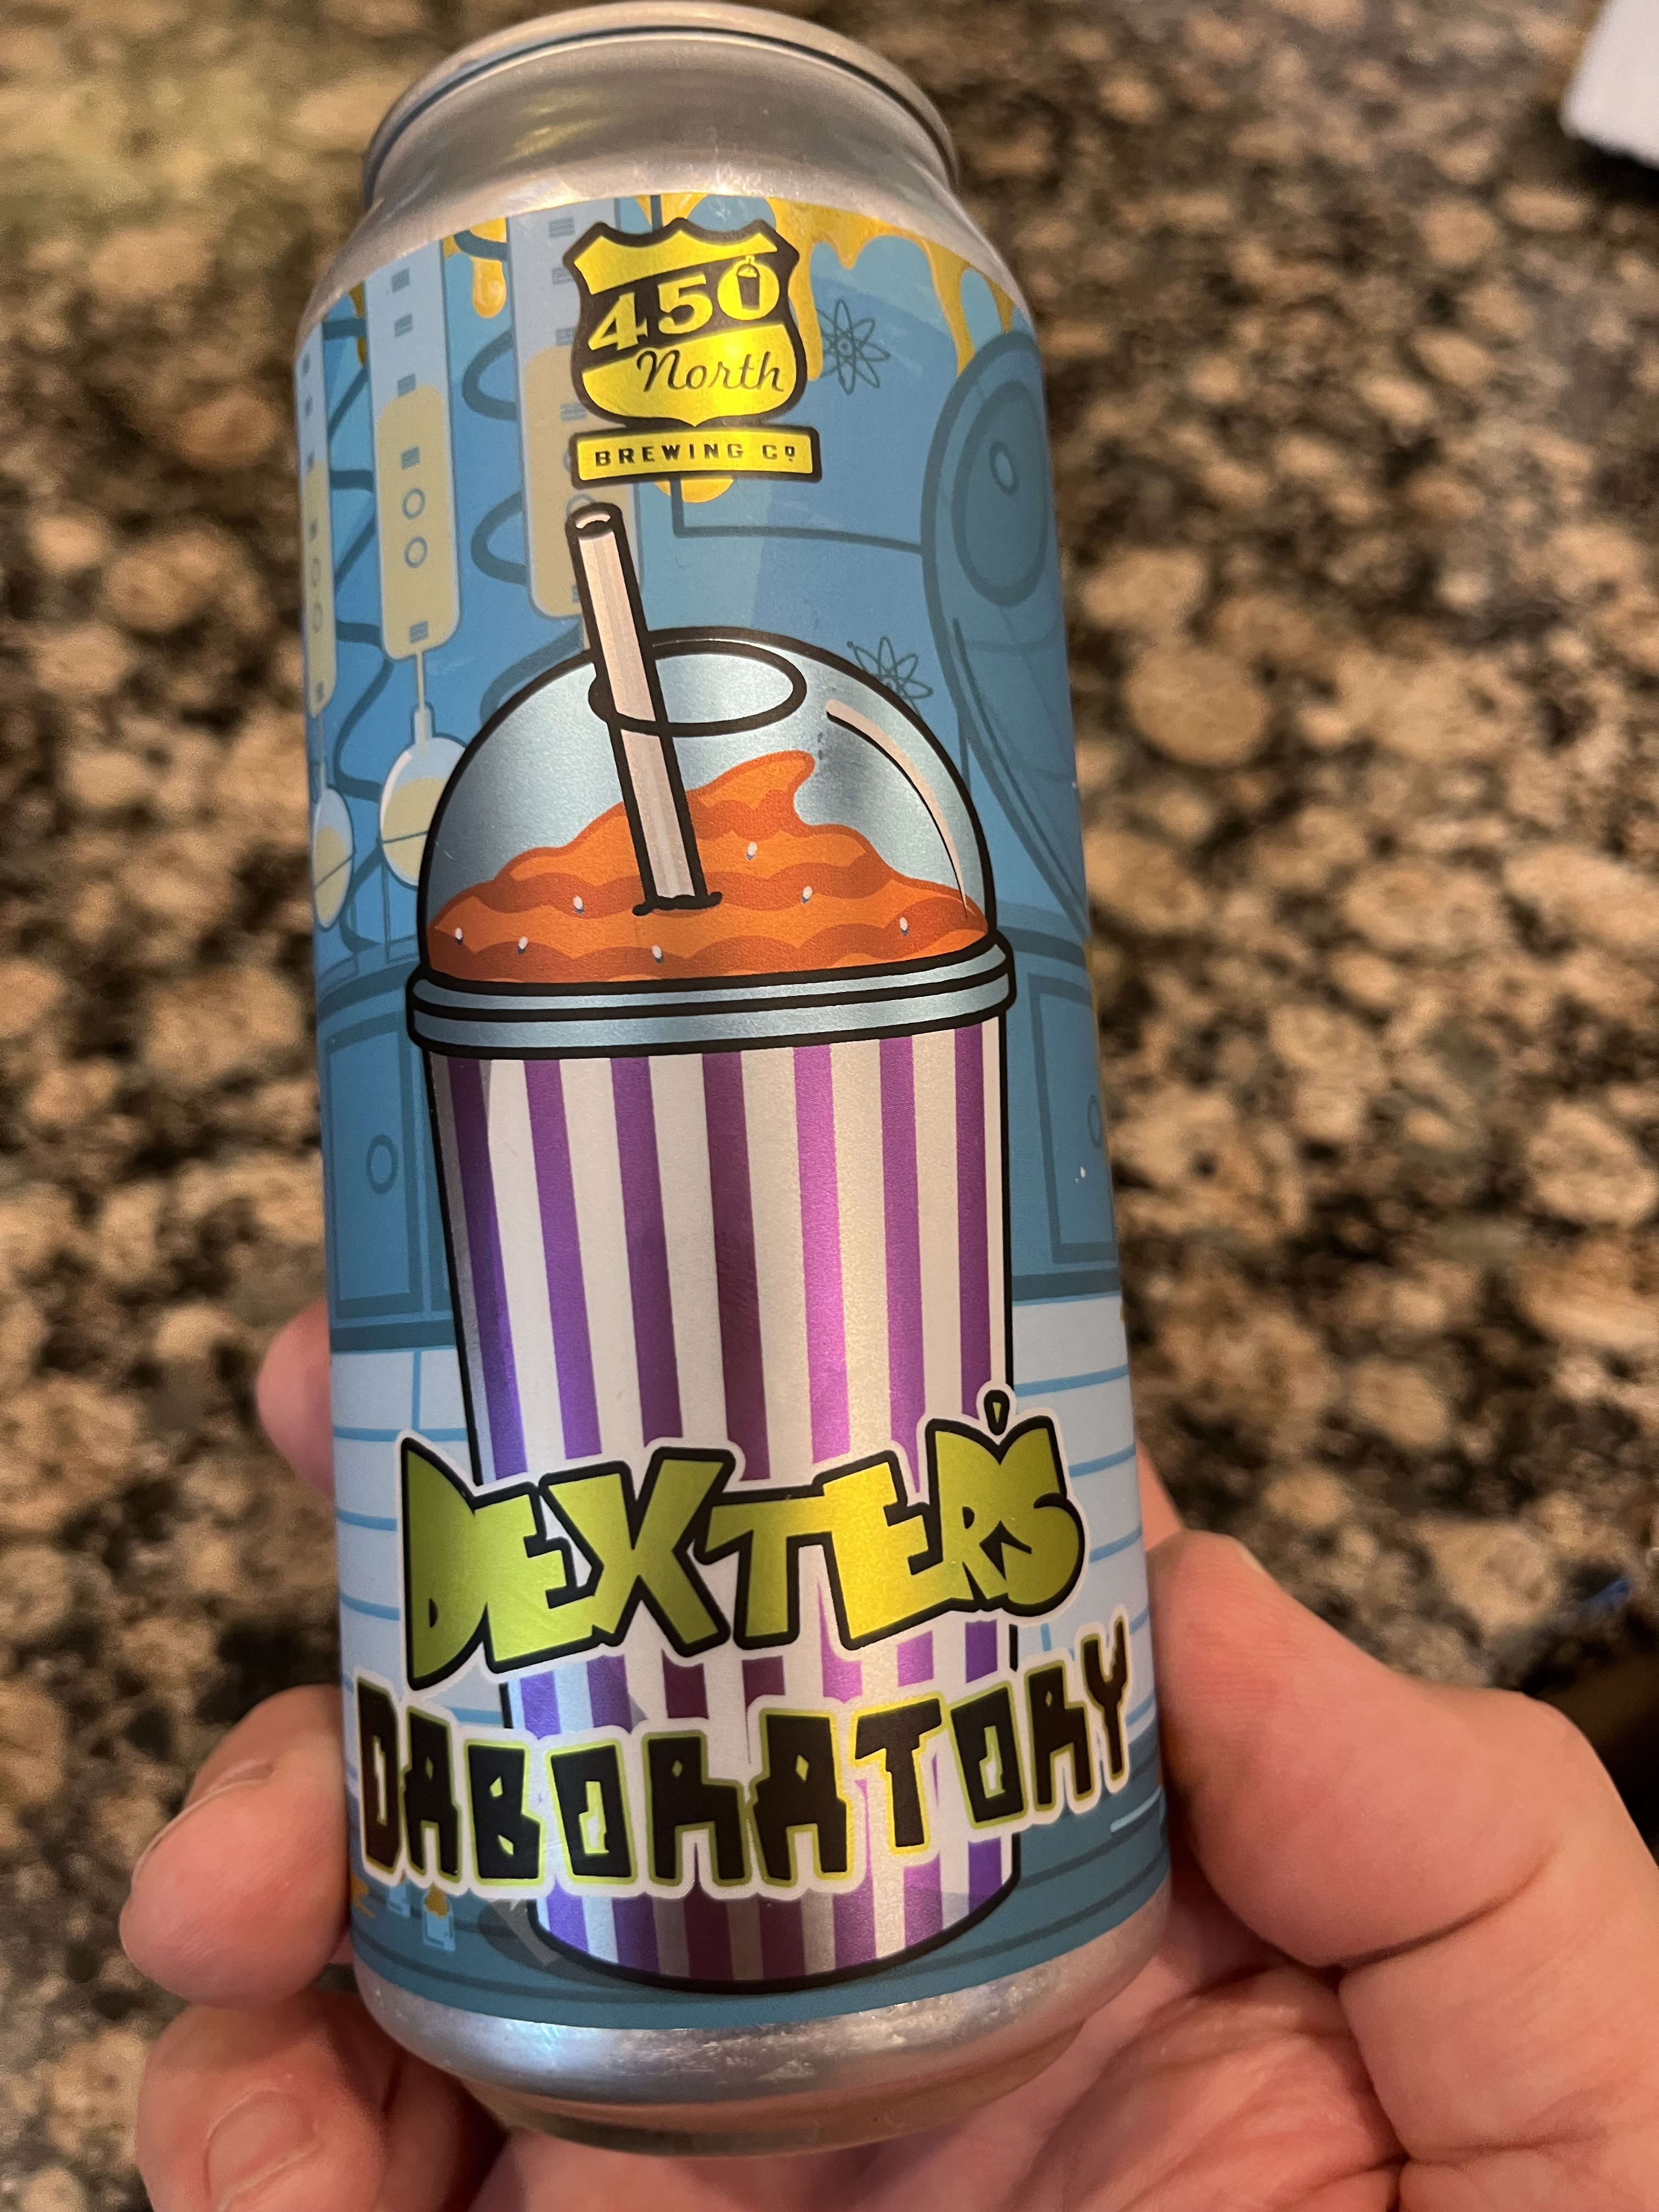 450
North
BREWING CO
DEXTER'S
DABORATORY